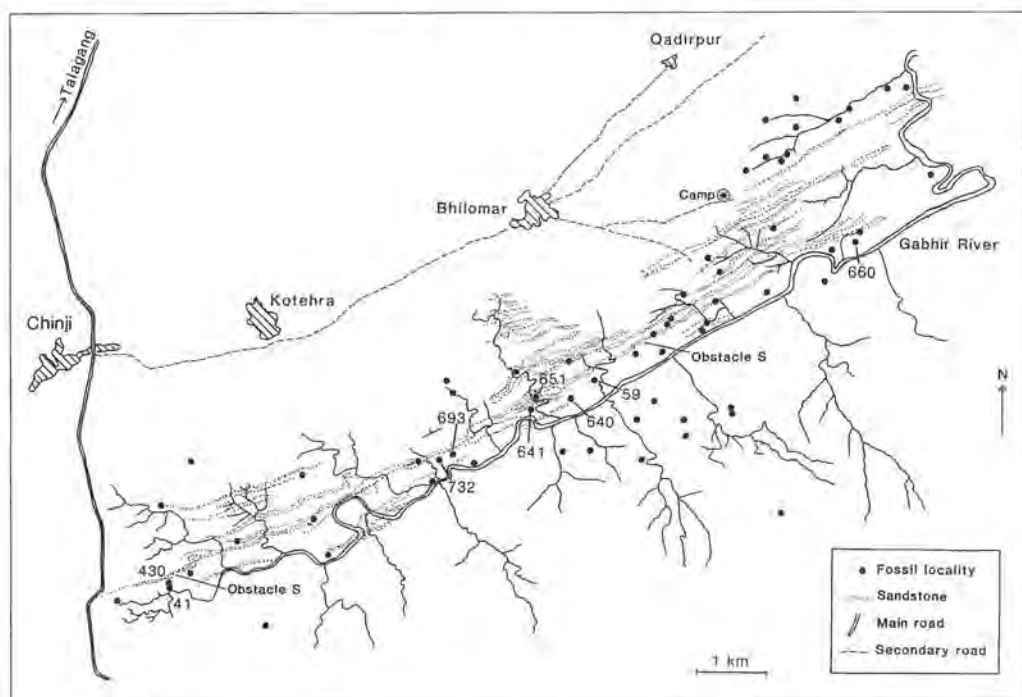 Talagang
Qadirpur
Camp
Bhilomar
Gabhir River
660
Kotehra
Chinji
Obstacle S
N
651
59
693
640
641
732
1 km
430
Obstacle S
41
Fossil locality
Sandstone
Main road
Secondary road